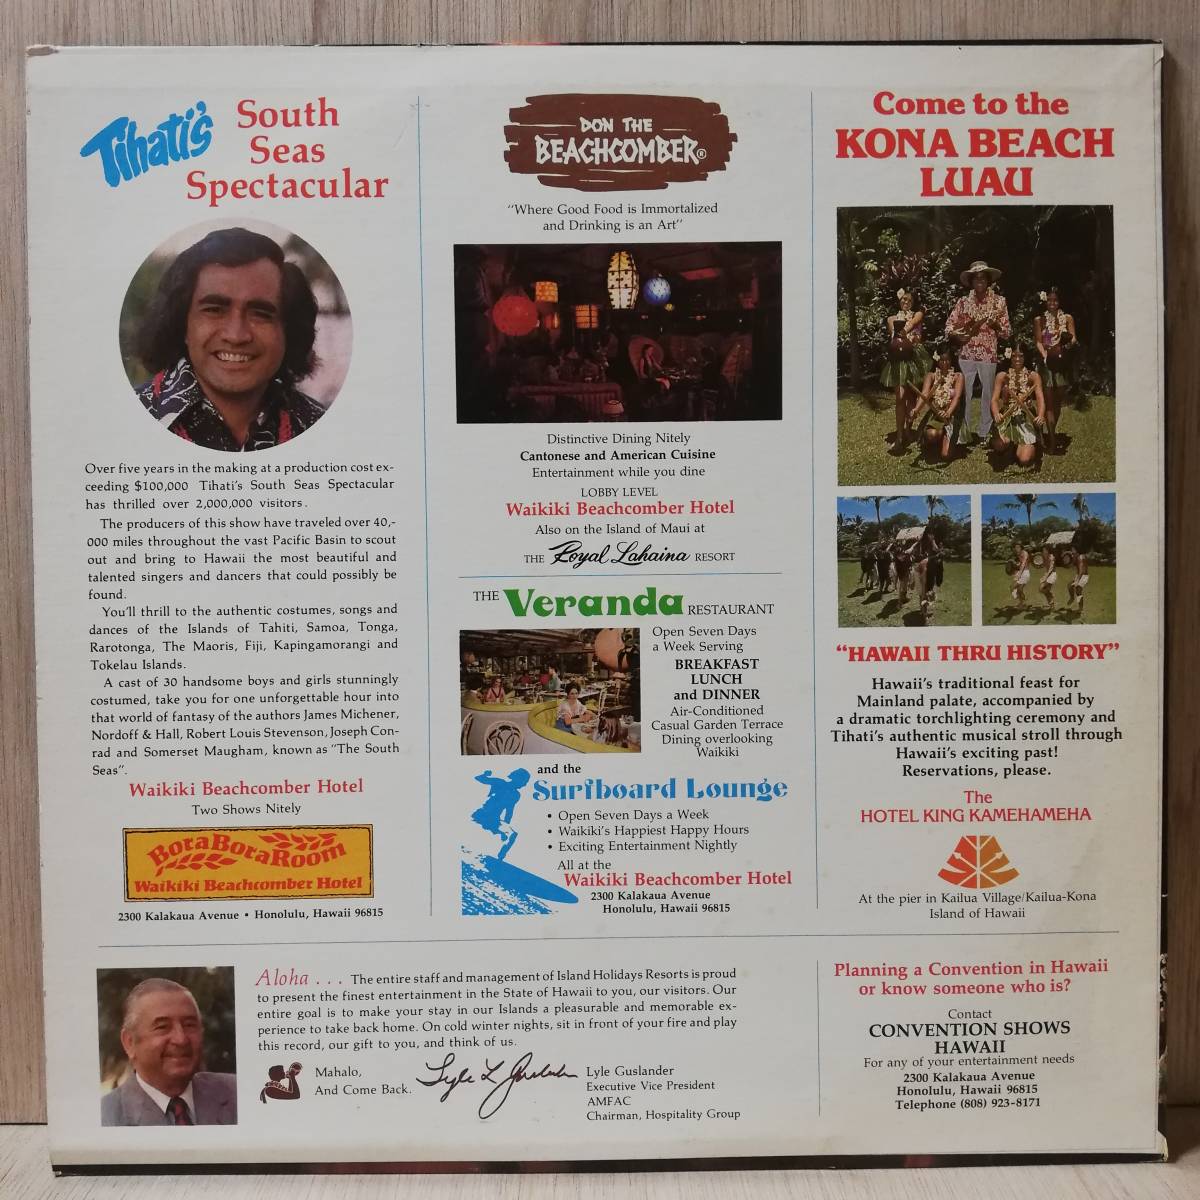 Tihati's
South
Seas
Spectacular
Over five years in the making at a production cost ex-
ceeding $100,000 Tihati's South Seas Spectacular
has thrilled over 2,000,000 visitors.
The producers of this show have traveled over 40,-
000 miles throughout the vast Pacific Basin to scout
out and bring to Hawaii the most beautiful and
talented singers and dancers that could possibly be
found.
You'll thrill to the authentic costumes, songs and
dances of the Islands of Tahiti, Samoa, Tonga,
Rarotonga, The Maoris, Fiji, Kapingamorangi and
Tokelau Islands.
A cast of 30 handsome boys and girls stunningly
costumed, take you for one unforgettable hour into
that world of fantasy of the authors James Michener,
Nordoff & Hall, Robert Louis Stevenson, Joseph Con-
rad and Somerset Maugham, known as "The South
Seas".
Waikiki Beachcomber Hotel
Two Shows Nitely
BoraBoraRoom
Waikiki Beachcomber Hotel
2300 Kalakaua Avenue • Honolulu, Hawaii 96815
DON THE
BEACHCOMBER®
"Where Good Food is Immortalized
and Drinking is an Art"
Distinctive Dining Nitely
Cantonese and American Cuisine
Entertainment while you dine
LOBBY LEVEL
Waikiki Beachcomber Hotel
Also on the Island of Maui at
THE Royal Lahaina RESORT
THE Veranda RESTAURANT
Open Seven Days
a Week Serving
BREAKFAST
LUNCH
and DINNER
Air-Conditioned
Casual Garden Terrace
Dining overlooking
Waikiki
and the
Surfboard Lounge
• Open Seven Days a Week
• Waikiki's Happiest Happy Hours
• Exciting Entertainment Nightly
All at the
Waikiki Beachcomber Hotel
2300 Kalakaua Avenue
Honolulu, Hawaii 96815
Come to the
KONA BEACH
LUAU
"HAWAII THRU HISTORY"
Hawaii's traditional feast for
Mainland palate, accompanied by
a dramatic torchlighting ceremony and
Tihati's authentic musical stroll through
Hawaii's exciting past!
Reservations, please.
The
HOTEL KING KAMEHAMEHA
At the pier in Kailua Village/Kailua-Kona
Island of Hawaii
Aloha . . . The entire staff and management of Island Holidays Resorts is proud
to present the finest entertainment in the State of Hawaii to you, our visitors. Our
entire goal is to make your stay in our Islands a pleasurable and memorable ex-
perience to take back home. On cold winter nights, sit in front of your fire and play
this record, our gift to you, and think of us.
Mahalo,
And Come Back.
Lyle L Guslander
Lyle Guslander
Executive Vice President
AMFAC
Chairman, Hospitality Group
Planning a Convention in Hawaii
or know someone who is?
Contact
CONVENTION SHOWS
HAWAII
For any of your entertainment needs
2300 Kalakaua Avenue
Honolulu, Hawaii 96815
Telephone (808) 923-8171